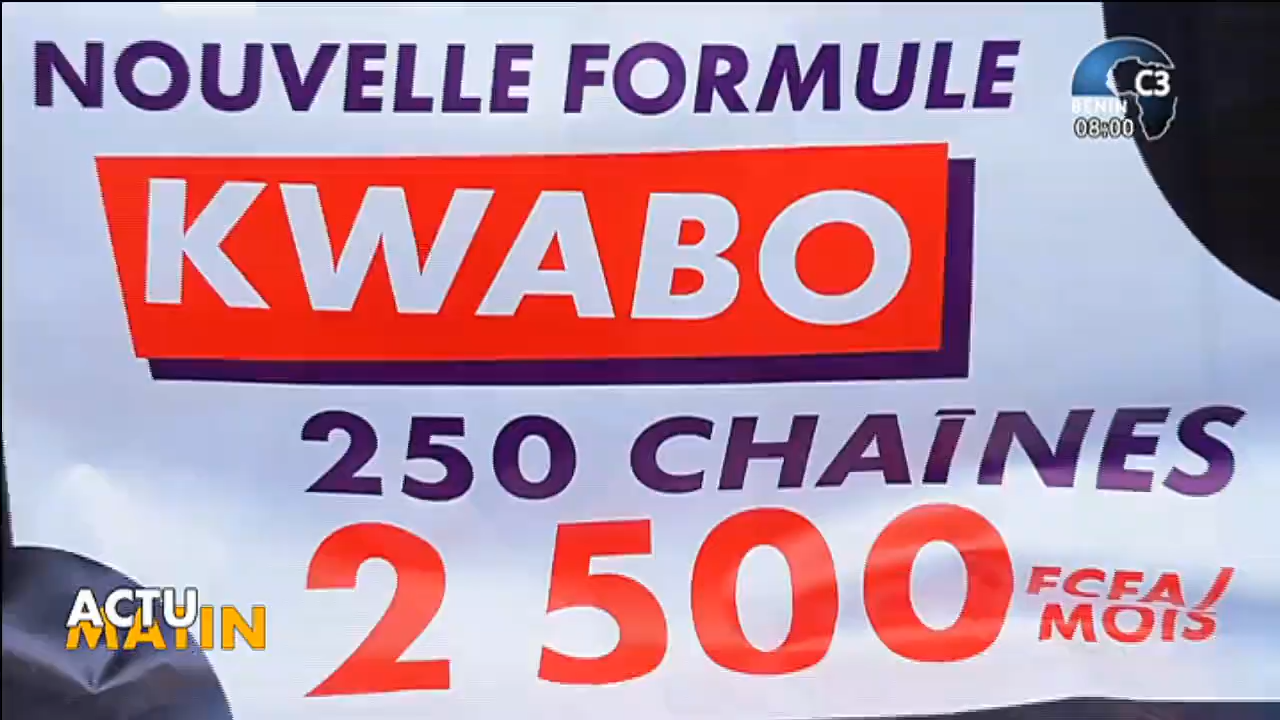 NOUVELLE FORMULE
C3
BENIN
08:00
KWABO
250 CHAÎNES
2 500 FCFA/
MOIS
ACTU
MATIN